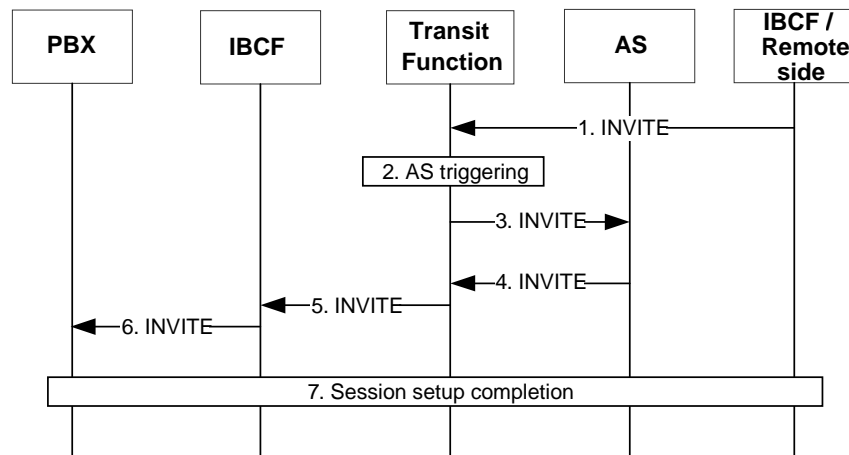 PBX
IBCF
Transit
Function
AS
IBCF /
Remote
side
1. INVITE
2. AS triggering
3. INVITE
4. INVITE
5. INVITE
6. INVITE
7. Session setup completion